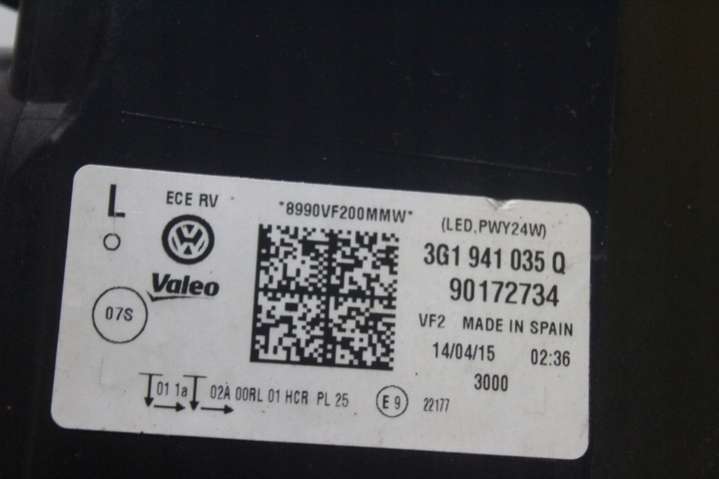 L ECE RV *8990VF200MMW* (LED,PWY24W)
3G1 941 035 Q
Valeo 90172734
07S VF2 MADE IN SPAIN
14/04/15 02:36
3000
01 1a 02A 00RL 01 HCR PL 25 E 9 22177